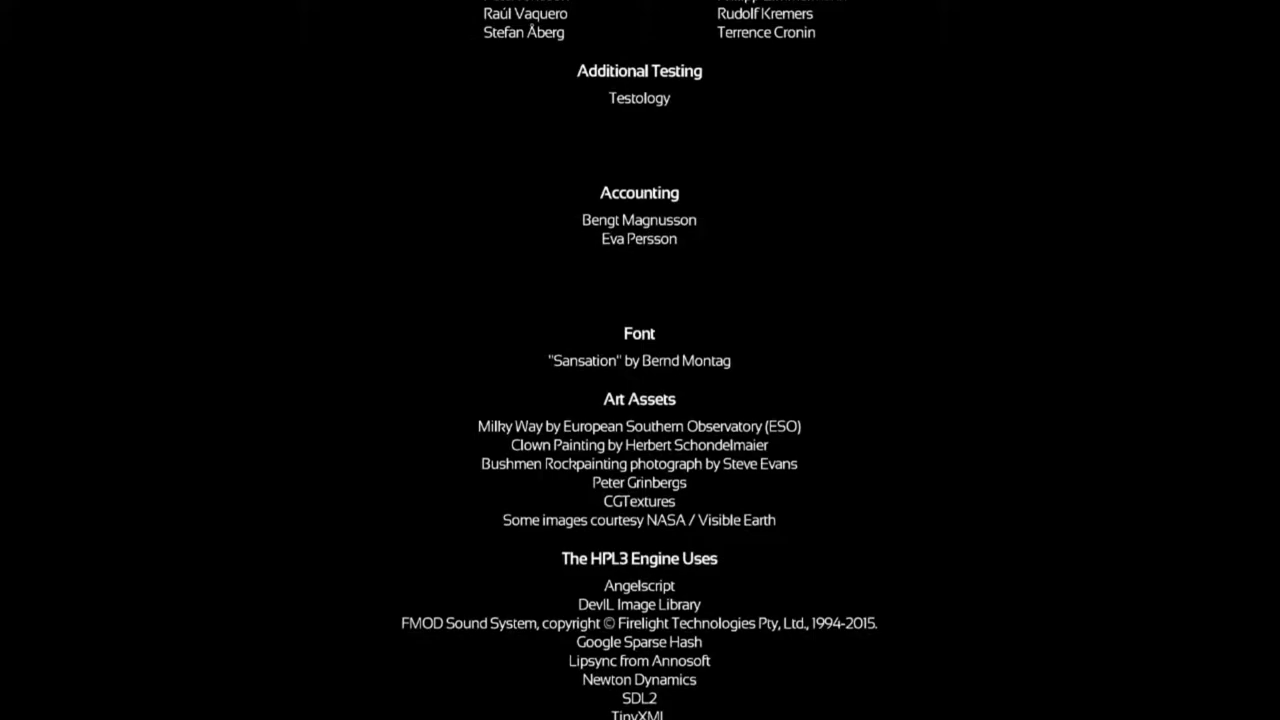 Raúl Vaquero
Rudolf Kremers
Stefan Åberg
Terrence Cronin
Additional Testing
Testology
Accounting
Bengt Magnusson
Eva Persson
Font
"Sansation" by Bernd Montag
Art Assets
Milky Way by European Southern Observatory (ESO)
Clown Painting by Herbert Schondelmaier
Bushmen Rockpainting photograph by Steve Evans
Peter Grinbergs
CGTextures
Some images courtesy NASA / Visible Earth
The HPL3 Engine Uses
Angelscript
DevIL Image Library
FMOD Sound System, copyright © Firelight Technologies Pty, Ltd., 1994-2015.
Google Sparse Hash
Lipsync from Annosoft
Newton Dynamics
SDL2
TinyXML